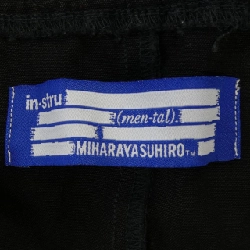 in-stru
(men-tal).
MIHARAYASUHIRO™